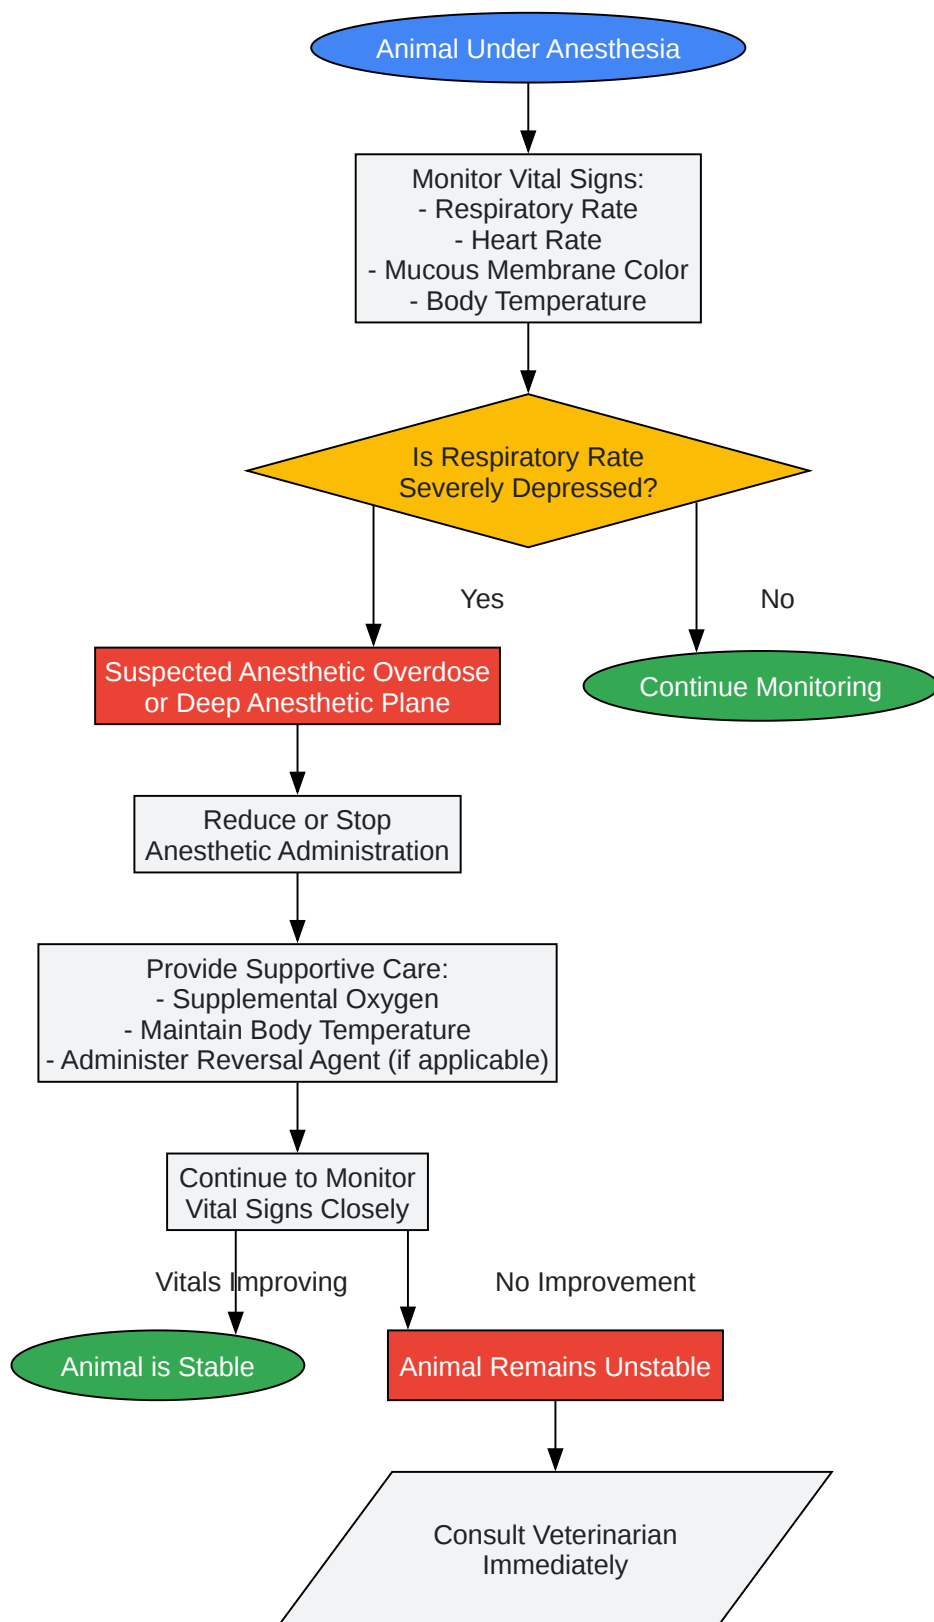 Animal Under Anesthesia
Monitor Vital Signs:
- Respiratory Rate
- Heart Rate
- Mucous Membrane Color
- Body Temperature
Is Respiratory Rate
Severely Depressed?
Yes
No
Suspected Anesthetic Overdose
or Deep Anesthetic Plane
Continue Monitoring
Reduce or Stop
Anesthetic Administration
Provide Supportive Care:
- Supplemental Oxygen
- Maintain Body Temperature
- Administer Reversal Agent (if applicable)
Continue to Monitor
Vital Signs Closely
Vitals Improving
No Improvement
Animal is Stable
Animal Remains Unstable
Consult Veterinarian
Immediately